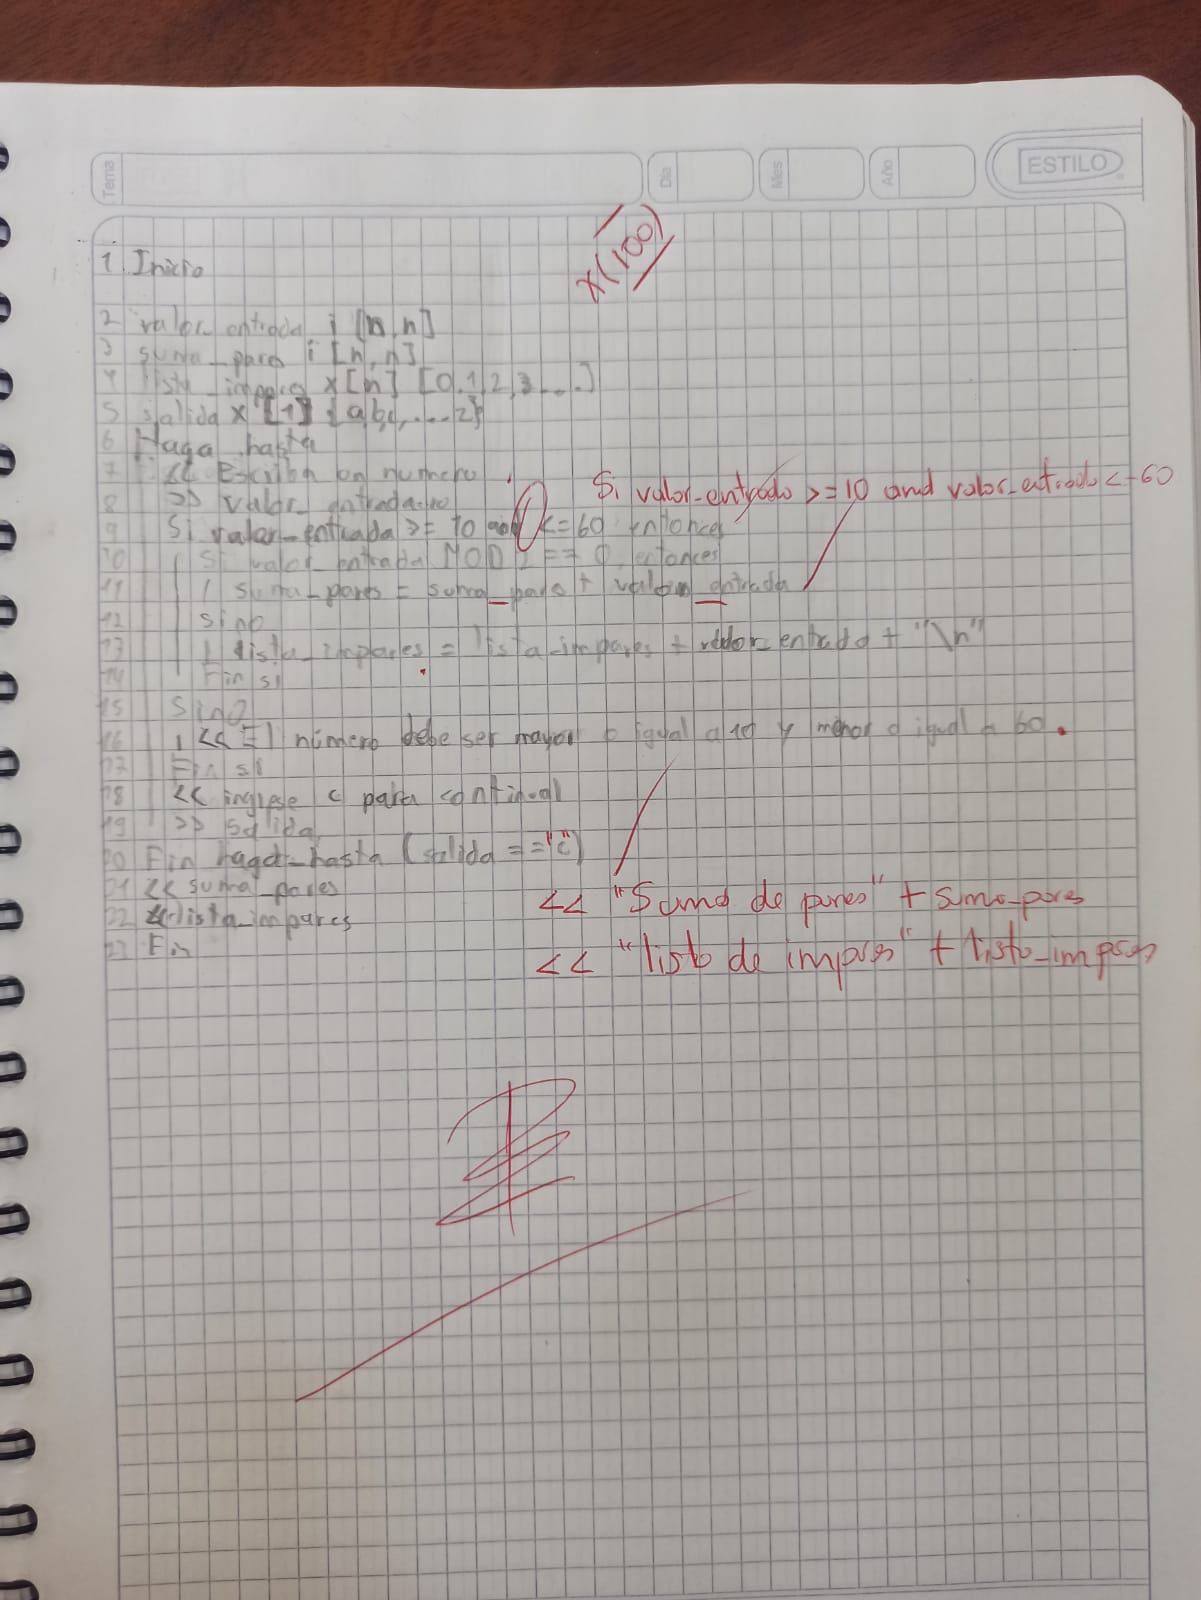 Tema
Día
Mes
Año
ESTILO
x(100)
1 Inicio
2 valor_entrada i [n,n]
3 suma_pares i [n,n]
4 lista_impares x[n] [0,1,2,3....]
5 salida x [1] {a,b,c,....z}
6 Haga hasta
7 << Escriba un numero
8 >> valor_entrada
Si valor_entrada >= 10 and valor_entrada <= 60
9 Si valor_entrada >= 10 and <= 60 entonces
10 Si valor_entrada MOD 2 == 0 entonces
11 suma_pares = suma_pares + valor_entrada
12 sino
13 lista_impares = lista_impares + valor_entrada + "\n"
14 Fin si
15 Sino
16 << El número debe ser mayor o igual a 10 y menor o igual a 60.
17 Fin si
18 << ingrese c para continuar
19 >> Salida
20 Fin haga_hasta (salida == "c")
21 << suma_pares
<< "Suma de pares" + suma_pares
22 << lista_impares
<< "lista de impares" + lista_impares
23 Fin